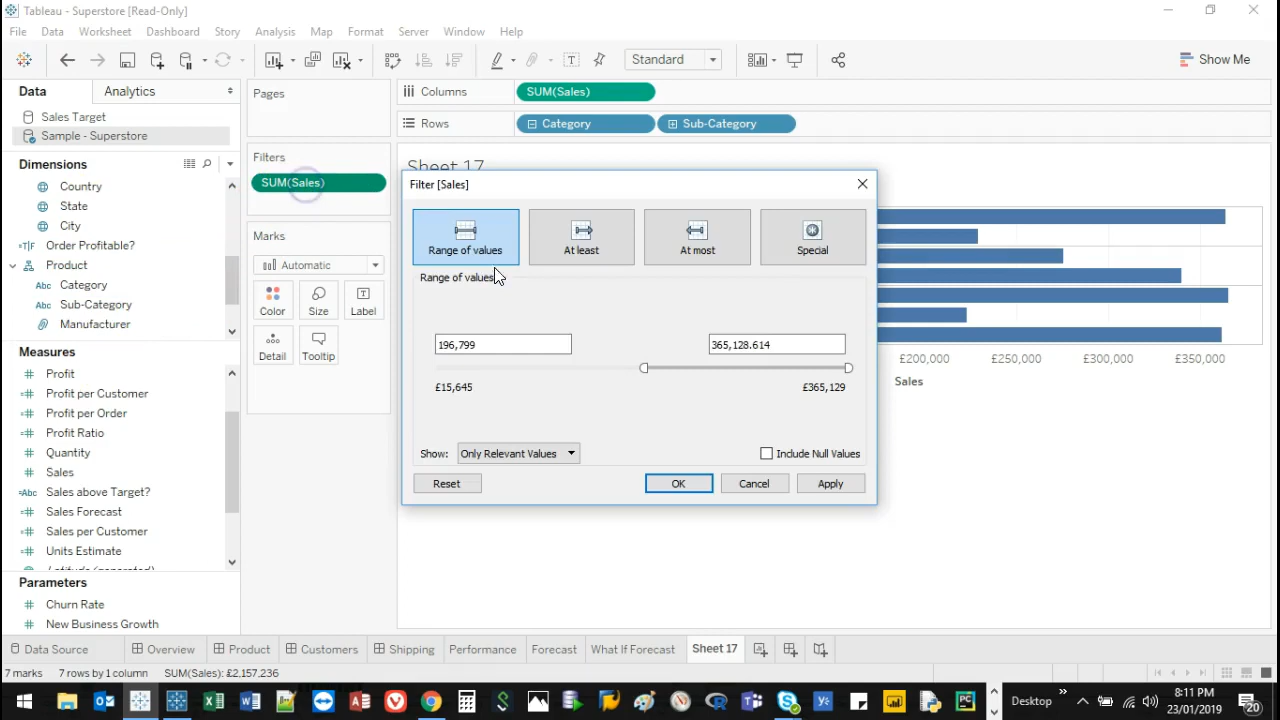 Tableau - Superstore [Read-Only]
File Data Worksheet Dashboard Story Analysis Map Format Server Window Help
Standard
Show Me
Data
Analytics
Sales Target
Sample - Superstore
Dimensions
Country
State
City
Order Profitable?
Product
Category
Sub-Category
Manufacturer
Measures
Profit
Profit per Customer
Profit per Order
Profit Ratio
Quantity
Sales
Sales above Target?
Sales Forecast
Sales per Customer
Units Estimate
Parameters
Churn Rate
New Business Growth
Pages
Filters
SUM(Sales)
Marks
Automatic
Color
Size
Label
Detail
Tooltip
Columns
SUM(Sales)
Rows
Category
Sub-Category
Sheet 17
Filter [Sales]
Range of values
At least
At most
Special
Range of values
196,799
365,128.614
£15,645
£365,129
Show:
Only Relevant Values
Include Null Values
Reset
OK
Cancel
Apply
£200,000
£250,000
£300,000
£350,000
Sales
Data Source
Overview
Product
Customers
Shipping
Performance
Forecast
What If Forecast
Sheet 17
7 marks
7 rows by 1 column
SUM(Sales): £2,157,236
Desktop
8:11 PM
23/01/2019
20